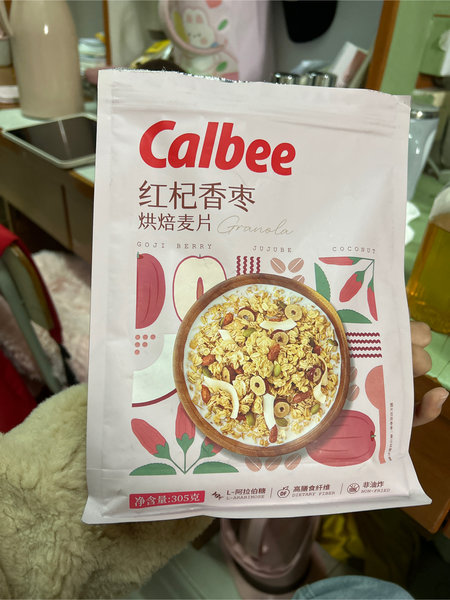 Calbee
红杞香枣
烘焙麦片 Granola
GOJI BERRY JUJUBE COCONUT
净含量:305克
L-阿拉伯糖
L-ARABINOSE
高膳食纤维
DIETARY FIBER
非油炸
NON-FRIED